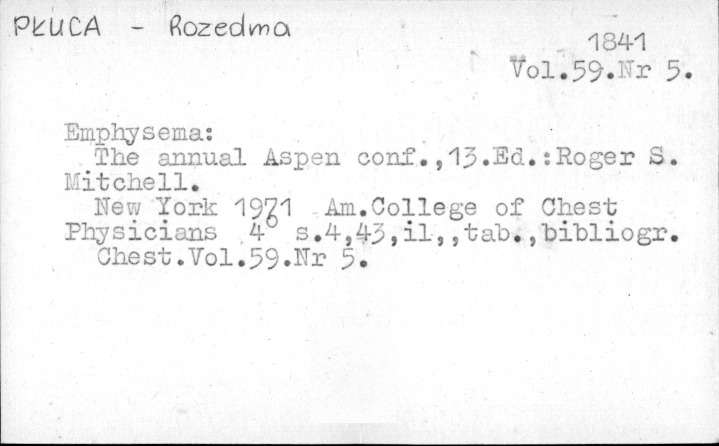 PŁUCA - Rozedma
1841
Vol.59.Nr 5.
Emphysema:
The annual Aspen conf.,13.Ed.:Roger S.
Mitchell.
New York 1971 Am.College of Chest
Physicians 4° s.4,43,il,,tab.,bibliogr.
Chest.Vol.59.Nr 5.